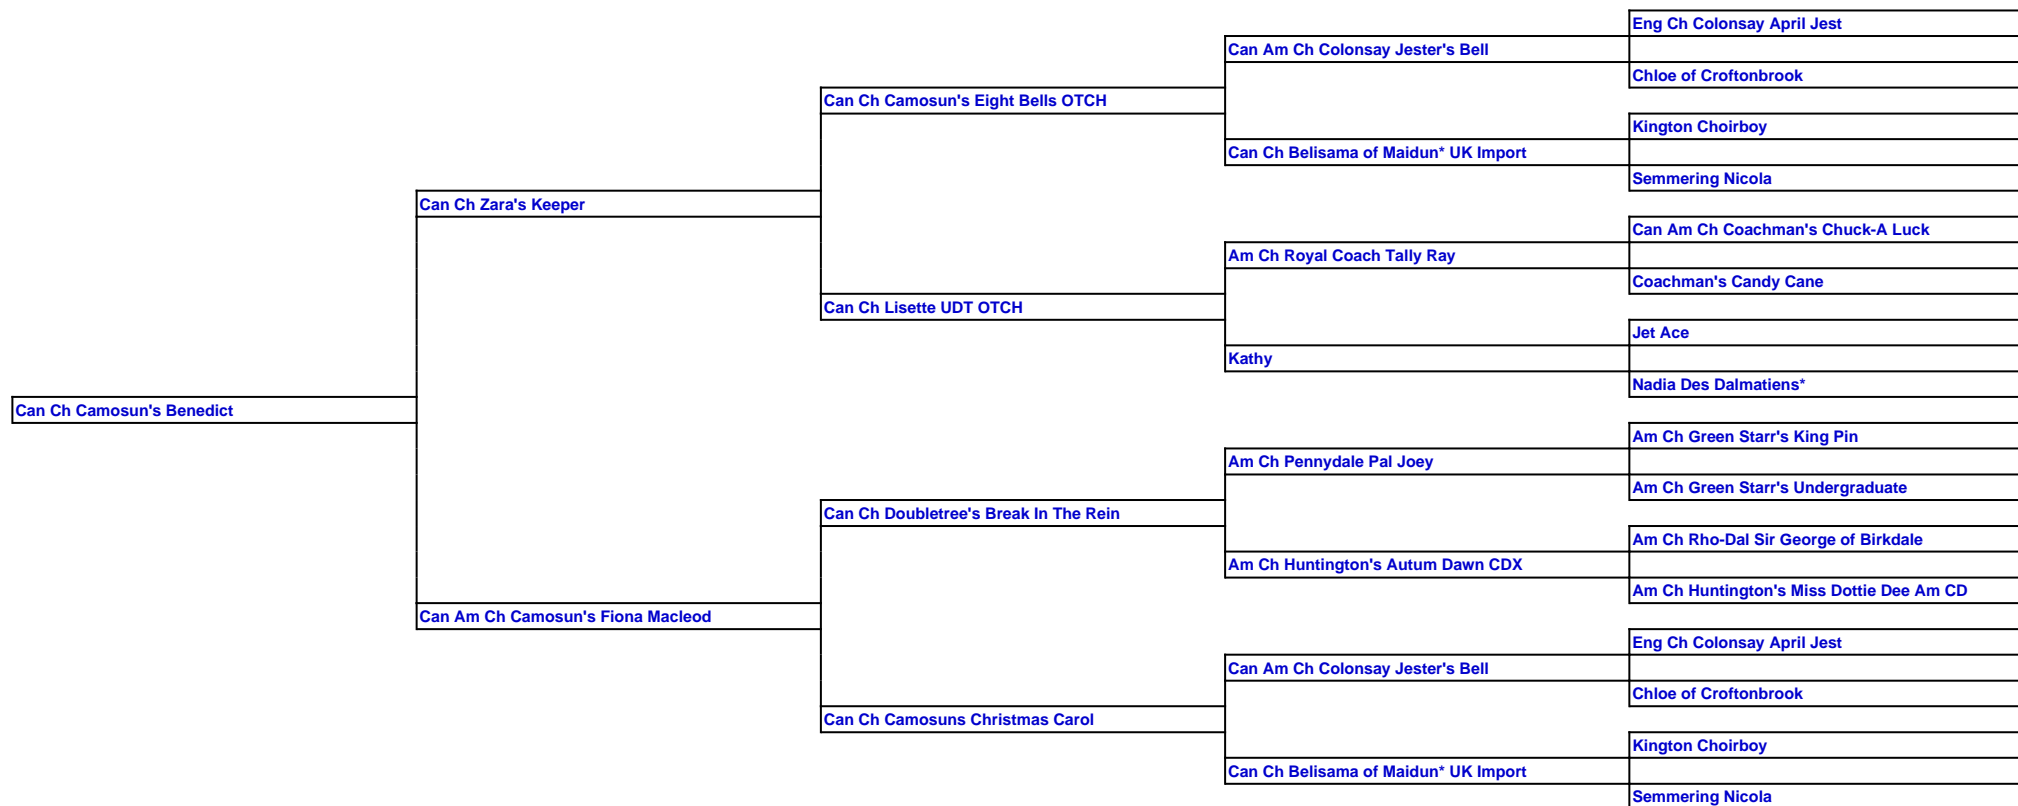 Eng Ch Colonsay April Jest
Can Am Ch Colonsay Jester's Bell
Chloe of Croftonbrook
Can Ch Camosun's Eight Bells OTCH
Kington Choirboy
Can Ch Belisama of Maidun* UK Import
Semmering Nicola
Can Ch Zara's Keeper
Can Am Ch Coachman's Chuck-A Luck
Am Ch Royal Coach Tally Ray
Coachman's Candy Cane
Can Ch Lisette UDT OTCH
Jet Ace
Kathy
Nadia Des Dalmatiens*
Can Ch Camosun's Benedict
Am Ch Green Starr's King Pin
Am Ch Pennydale Pal Joey
Am Ch Green Starr's Undergraduate
Can Ch Doubletree's Break In The Rein
Am Ch Rho-Dal Sir George of Birkdale
Am Ch Huntington's Autum Dawn CDX
Am Ch Huntington's Miss Dottie Dee Am CD
Can Am Ch Camosun's Fiona Macleod
Eng Ch Colonsay April Jest
Can Am Ch Colonsay Jester's Bell
Chloe of Croftonbrook
Can Ch Camosuns Christmas Carol
Kington Choirboy
Can Ch Belisama of Maidun* UK Import
Semmering Nicola